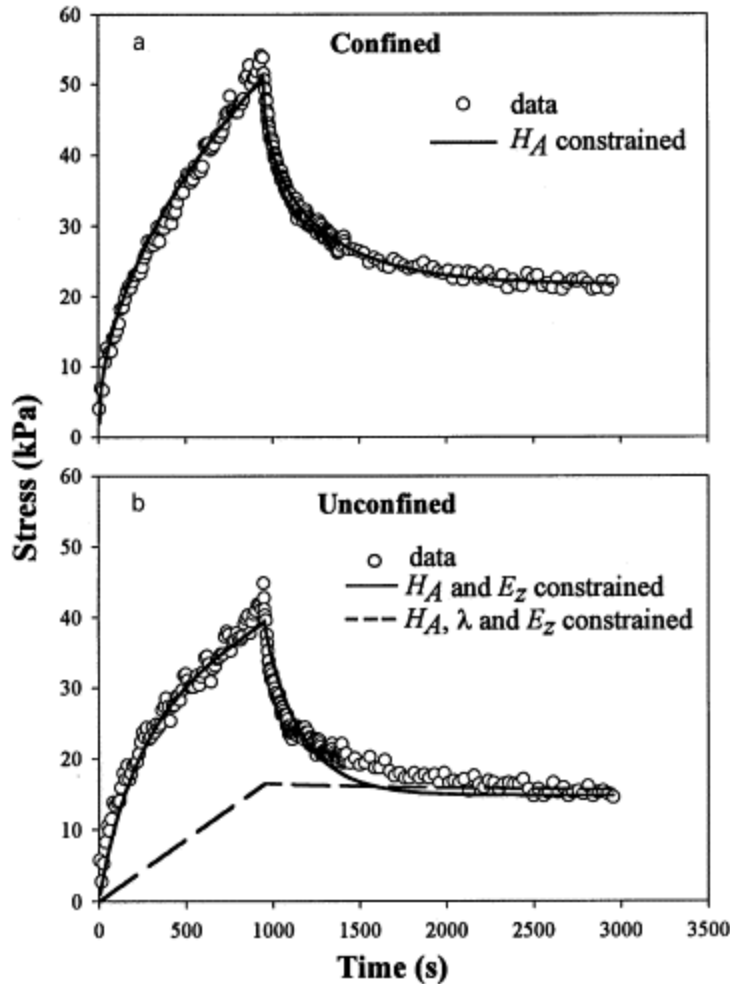 a
Confined
data
H_A constrained
60
50
40
30
20
10
0
Stress (kPa)
b
Unconfined
data
H_A and E_z constrained
H_A, λ and E_z constrained
60
50
40
30
20
10
0
0 500 1000 1500 2000 2500 3000 3500
Time (s)